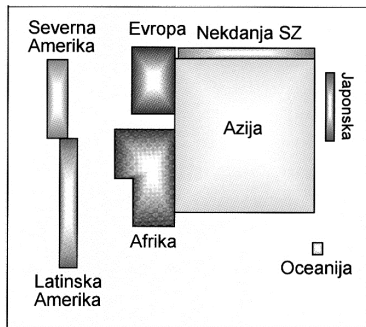 Severna
Amerika
Evropa
Nekdanja SZ
Japonska
Azija
Afrika
Latinska
Amerika
Oceanija